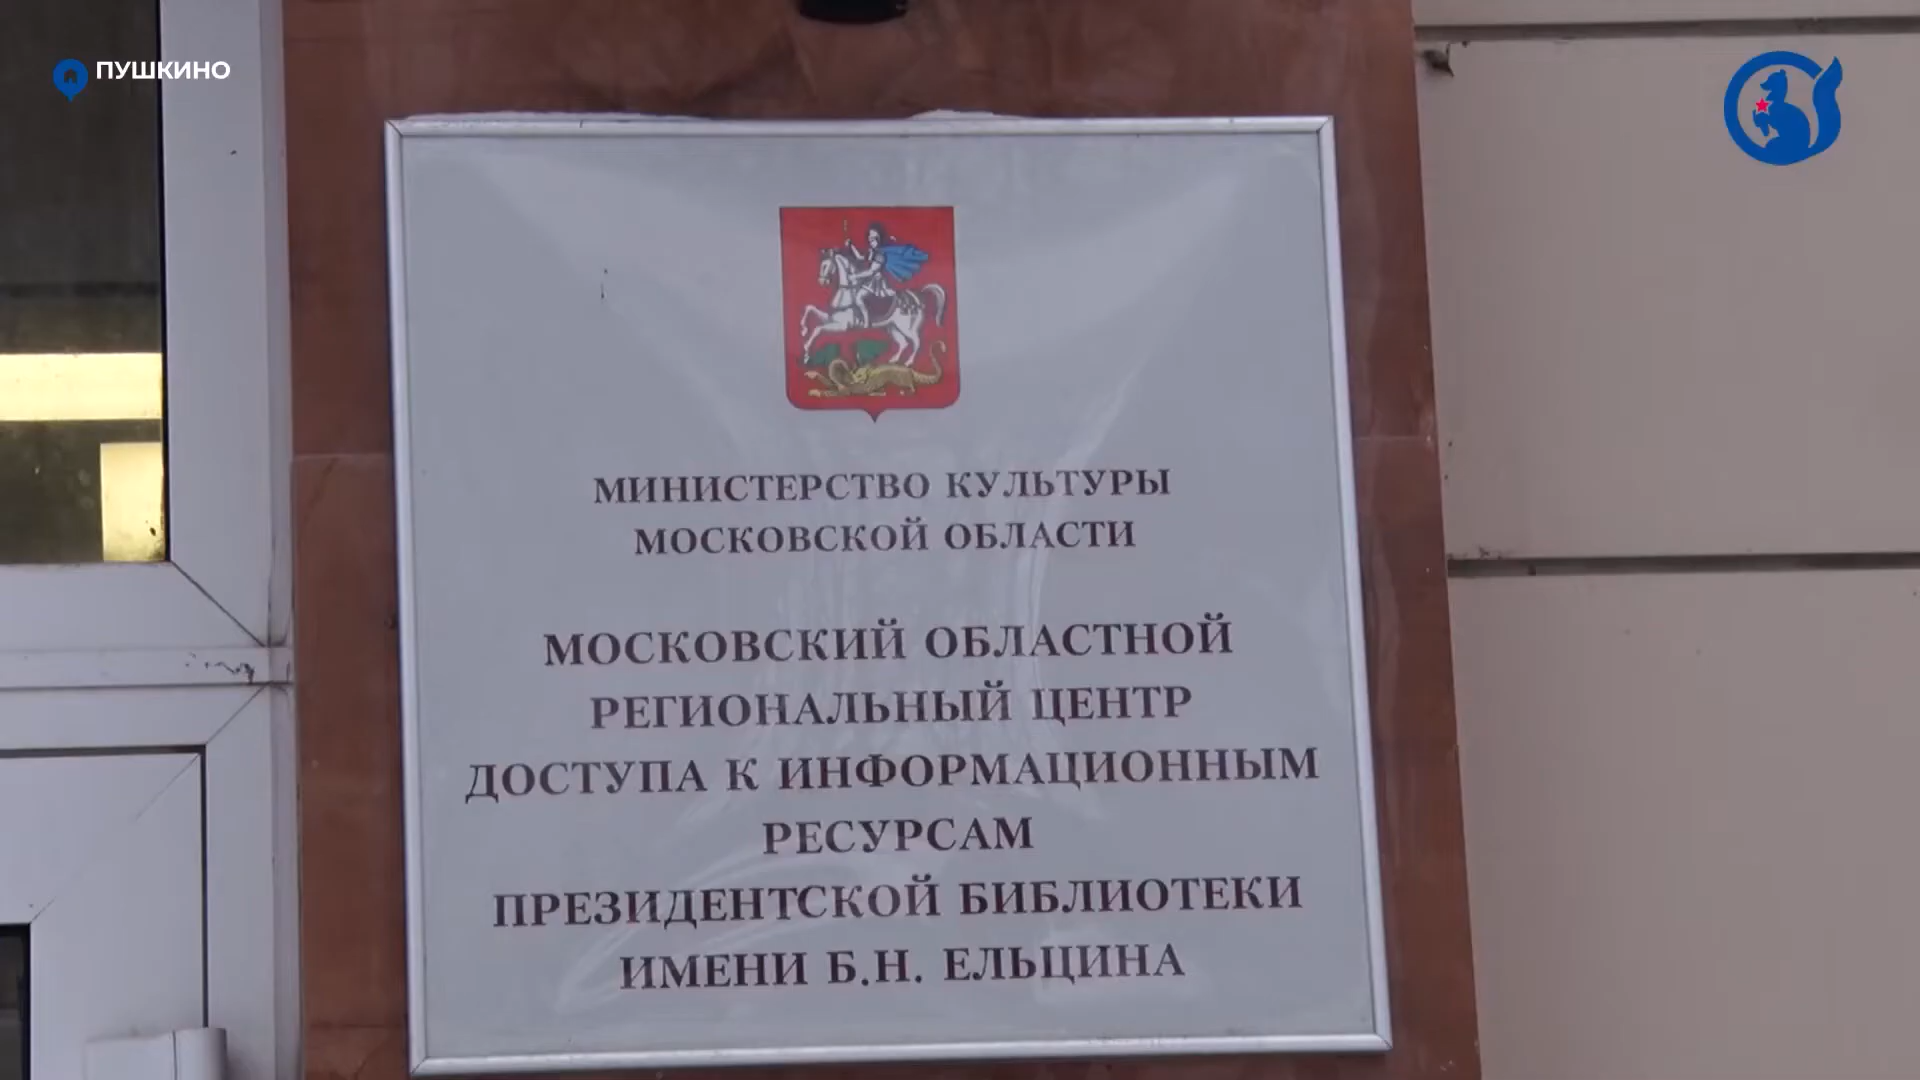 ПУШКИНО
МИНИСТЕРСТВО КУЛЬТУРЫ
МОСКОВСКОЙ ОБЛАСТИ
МОСКОВСКИЙ ОБЛАСТНОЙ
РЕГИОНАЛЬНЫЙ ЦЕНТР
ДОСТУПА К ИНФОРМАЦИОННЫМ
РЕСУРСАМ
ПРЕЗИДЕНТСКОЙ БИБЛИОТЕКИ
ИМЕНИ Б.Н. ЕЛЬЦИНА